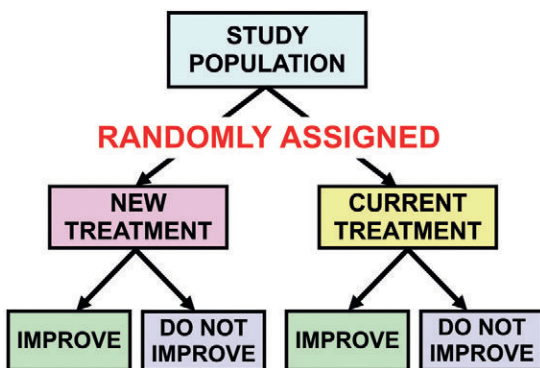 STUDY
POPULATION
RANDOMLY ASSIGNED
NEW
TREATMENT
CURRENT
TREATMENT
IMPROVE
DO NOT
IMPROVE
IMPROVE
DO NOT
IMPROVE